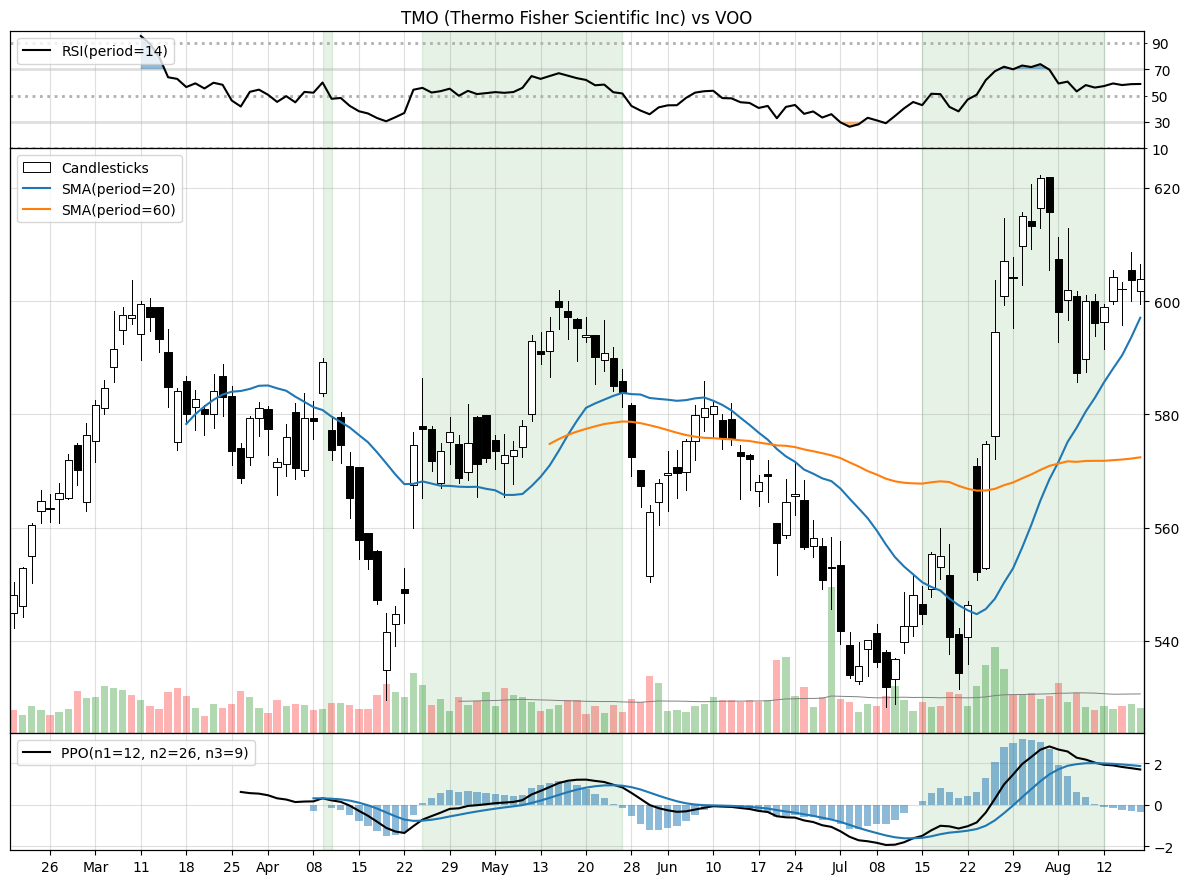 TMO (Thermo Fisher Scientific Inc) vs VOO
RSI(period=14)
90
70
50
30
10
Candlesticks
SMA(period=20)
SMA(period=60)
620
600
580
560
540
PPO(n1=12, n2=26, n3=9)
2
0
−2
26 Mar 11 18 25 Apr 08 15 22 29 May 13 20 28 Jun 10 17 24 Jul 08 15 22 29 Aug 12